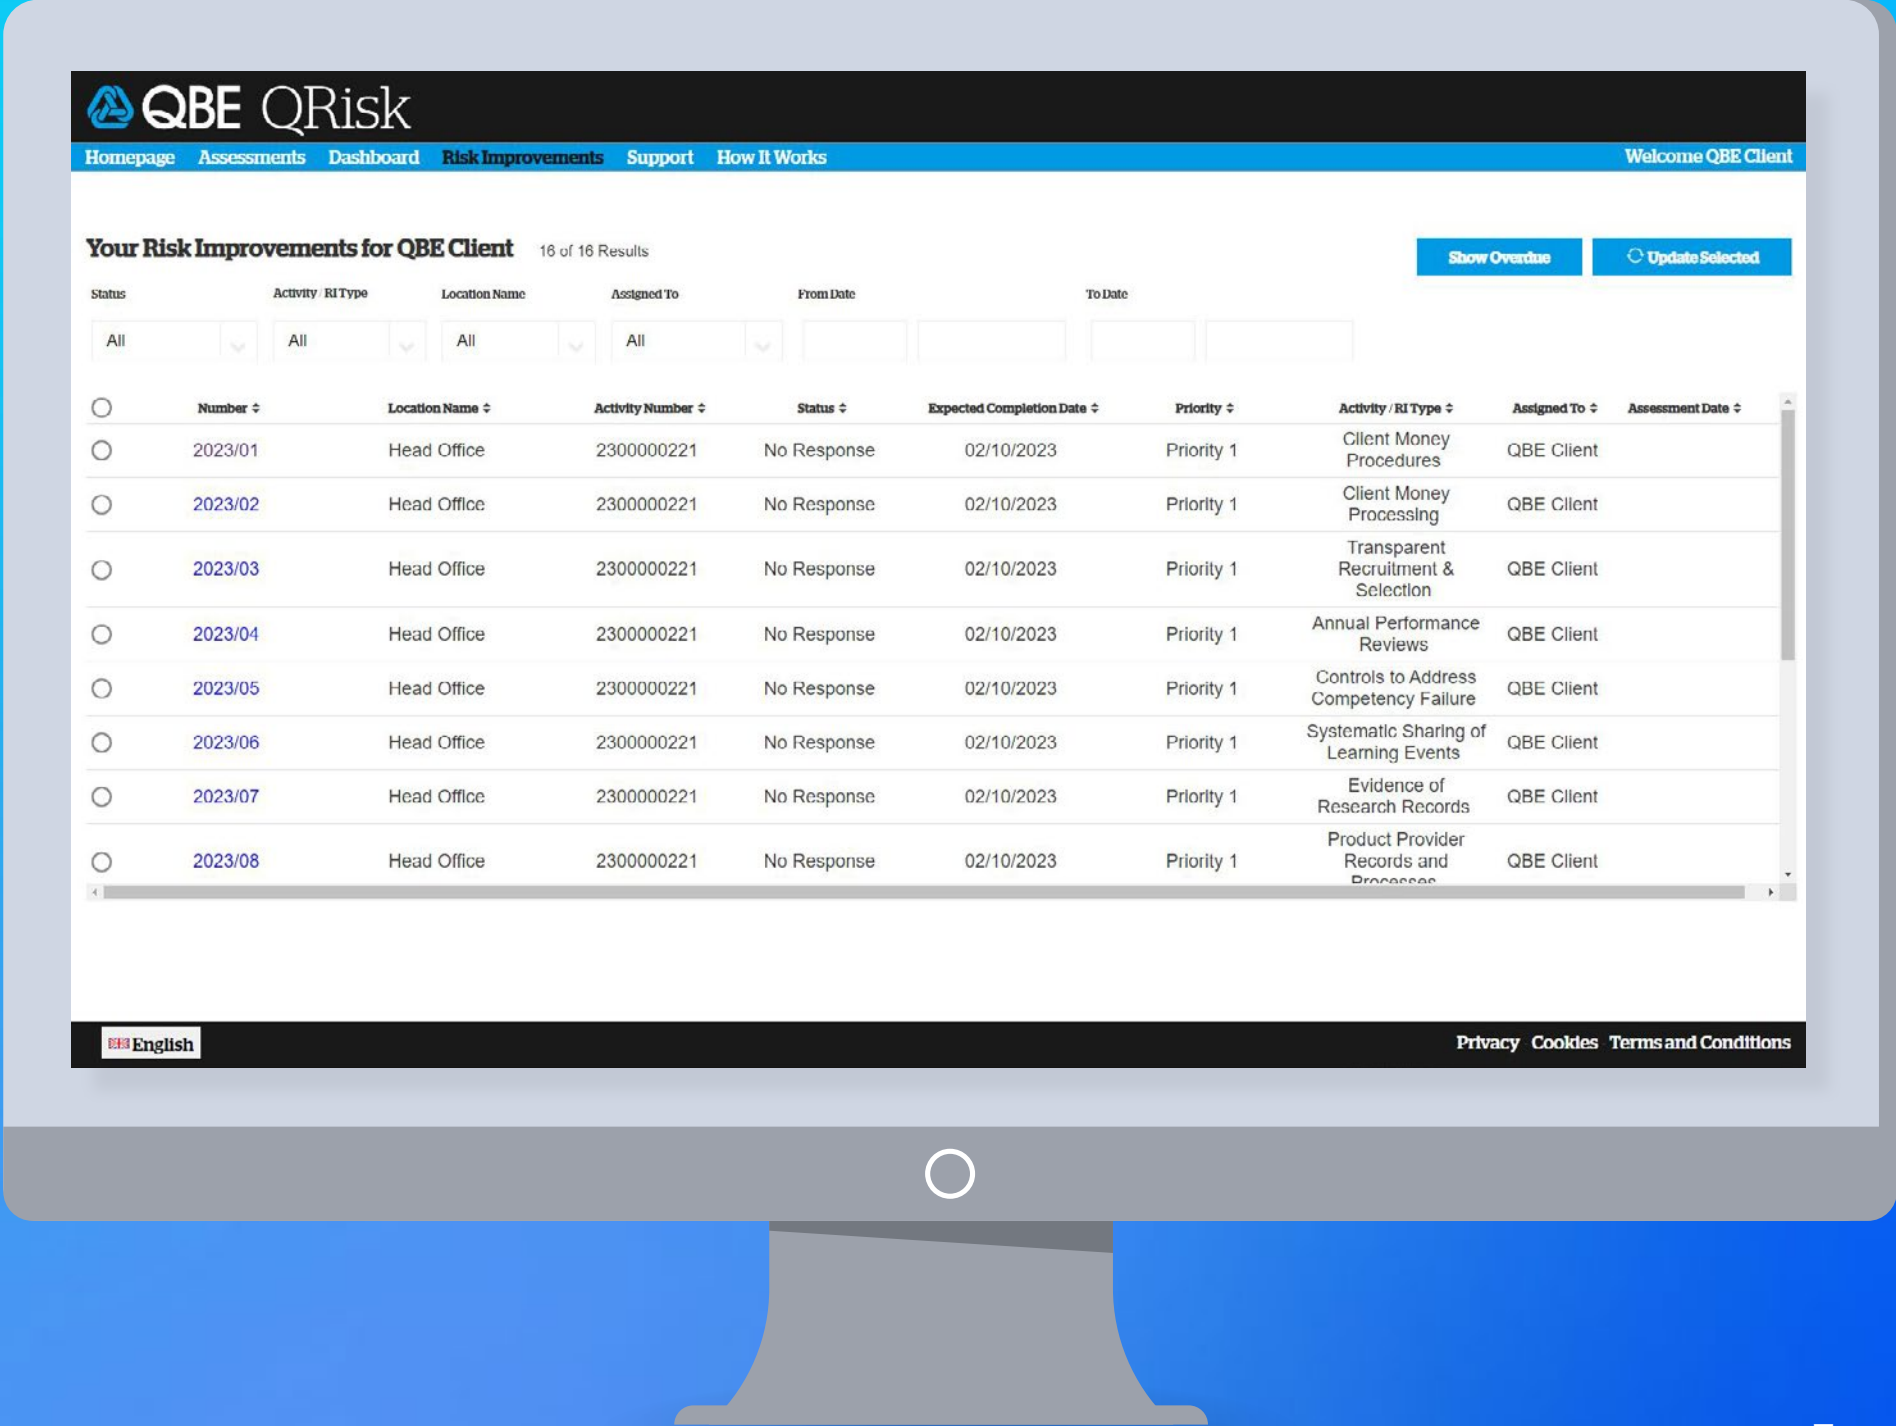 QBE QRisk
Homepage Assessments Dashboard Risk Improvements Support How It Works Welcome QBE Client
Your Risk Improvements for QBE Client 16 of 16 Results Show Overdue Update Selected
Status Activity / RI Type Location Name Assigned To From Date To Date
All All All All
Number Location Name Activity Number Status Expected Completion Date Priority Activity / RI Type Assigned To Assessment Date
2023/01 Head Office 2300000221 No Response 02/10/2023 Priority 1 Client Money Procedures QBE Client
2023/02 Head Office 2300000221 No Response 02/10/2023 Priority 1 Client Money Processing QBE Client
2023/03 Head Office 2300000221 No Response 02/10/2023 Priority 1 Transparent Recruitment & Selection QBE Client
2023/04 Head Office 2300000221 No Response 02/10/2023 Priority 1 Annual Performance Reviews QBE Client
2023/05 Head Office 2300000221 No Response 02/10/2023 Priority 1 Controls to Address Competency Failure QBE Client
2023/06 Head Office 2300000221 No Response 02/10/2023 Priority 1 Systematic Sharing of Learning Events QBE Client
2023/07 Head Office 2300000221 No Response 02/10/2023 Priority 1 Evidence of Research Records QBE Client
2023/08 Head Office 2300000221 No Response 02/10/2023 Priority 1 Product Provider Records and Processes QBE Client
English Privacy Cookies Terms and Conditions